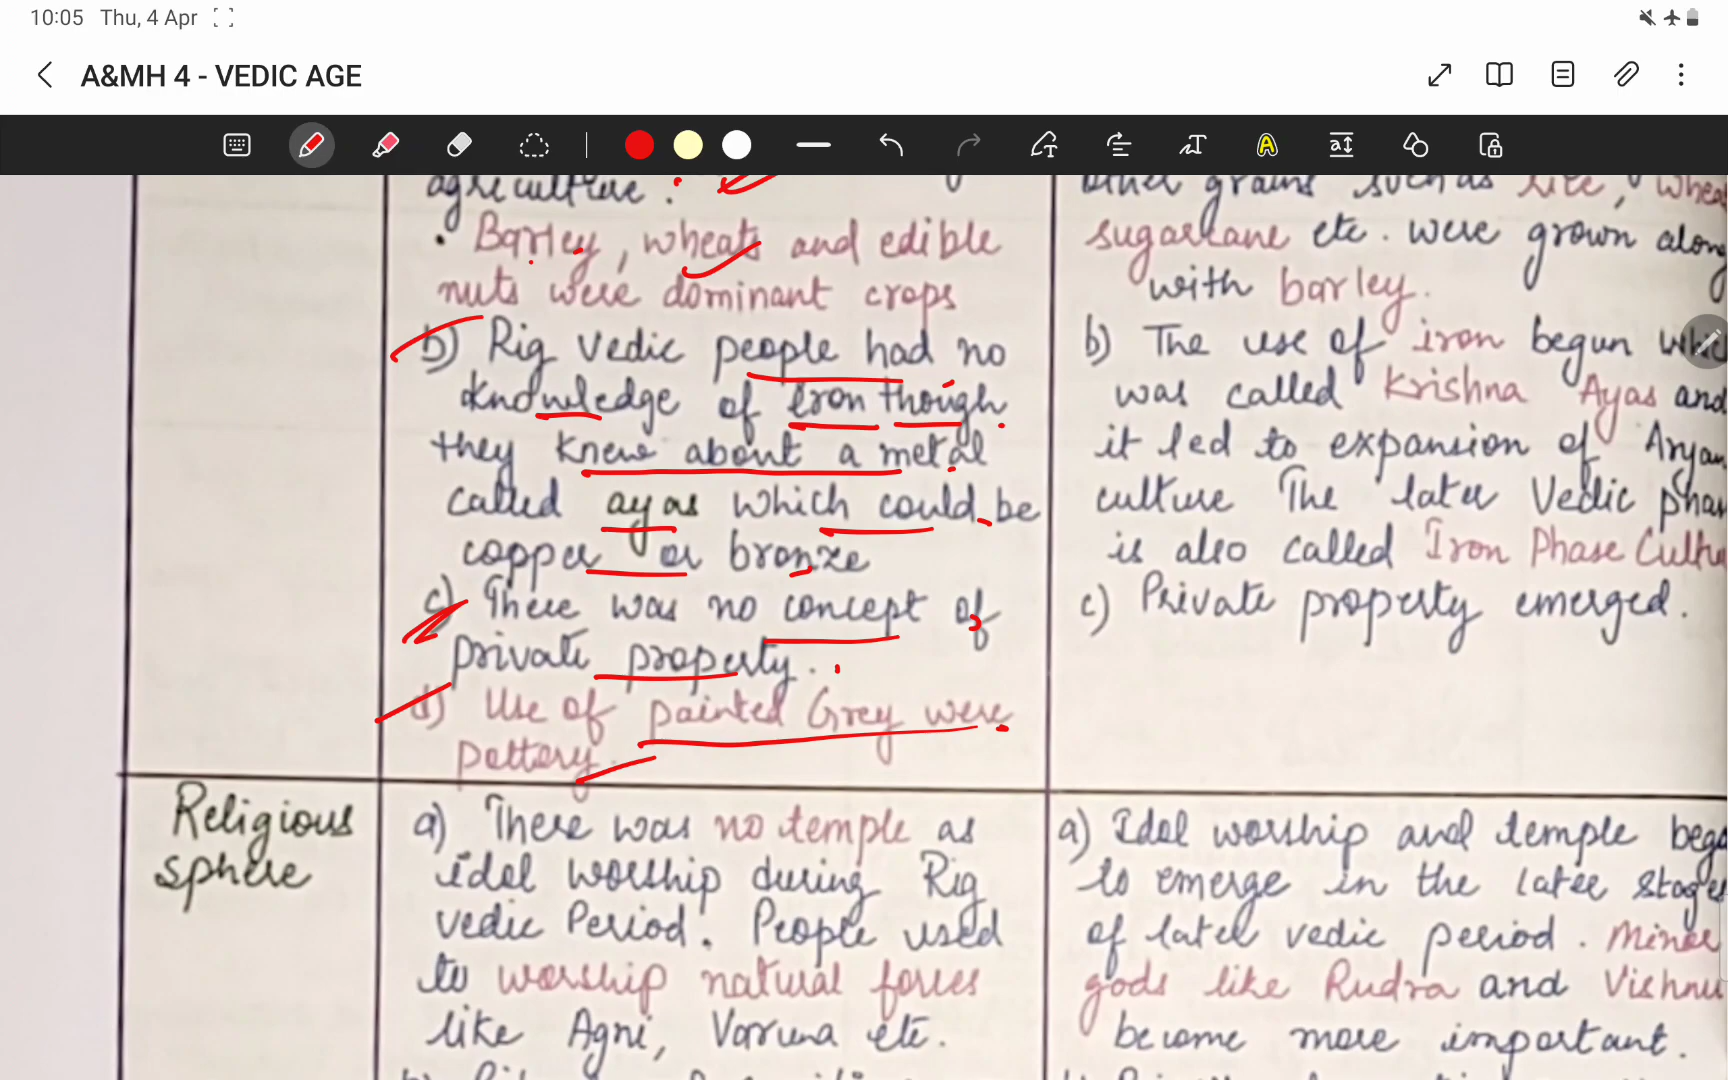 10:05 Thu, 4 Apr
A&MH 4 - VEDIC AGE
agriculture.
• Barley, wheats and edible
nuts were dominant crops
b) Rig vedic people had no
knowledge of Iron though
they knew about a metal
called ayas which could be
copper or bronze
c) There was no concept of
private property.
d) Use of painted Grey were
pottery.
other grains such as rice,
sugarcane etc. were grown along
with barley.
b) The use of iron begun
was called Krishna Ayas and
it led to expansion of Aryan
culture The later Vedic
is also called Iron Phase
c) Private property emerged.
Religious
sphere
a) There was no temple as
idol worship during Rig
vedic Period. People used
to worship natural forces
like Agni, Varuna etc.
a) Idol worship and temple
to emerge in the later stages
of later vedic period. Minor
gods like Rudra and Vishnu
become more important.